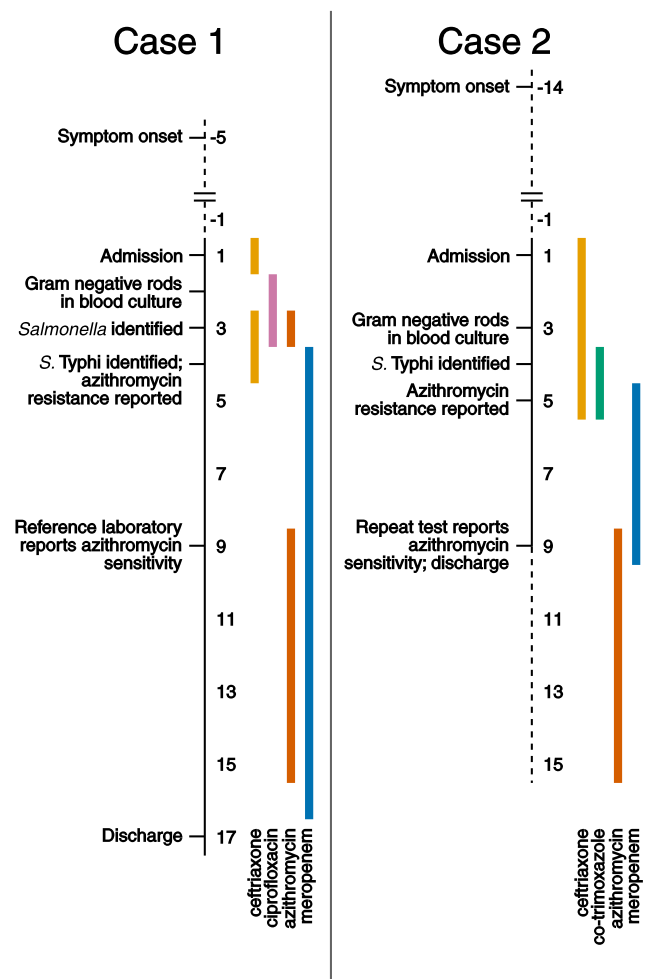 Case 1
Symptom onset
-5
-1
Admission
1
Gram negative rods
in blood culture
Salmonella identified
3
S. Typhi identified;
azithromycin
resistance reported
5
7
Reference laboratory
reports azithromycin
sensitivity
9
11
13
15
Discharge
17
ceftriaxone
ciprofloxacin
azithromycin
meropenem
Case 2
Symptom onset
-14
-1
Admission
1
Gram negative rods
in blood culture
3
S. Typhi identified
Azithromycin
resistance reported
5
7
Repeat test reports
azithromycin
sensitivity; discharge
9
11
13
15
ceftriaxone
co-trimoxazole
azithromycin
meropenem